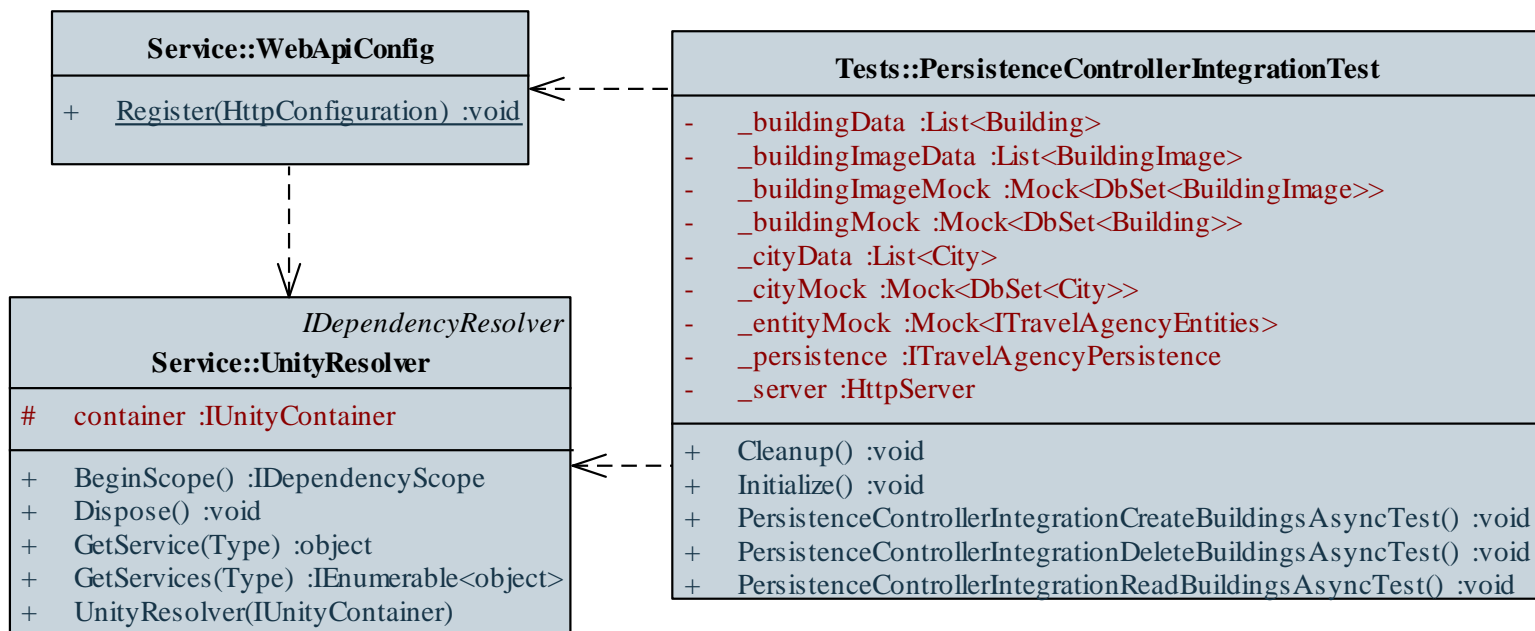 Service::WebApiConfig
+ Register(HttpConfiguration) :void
IDependencyResolver
Service::UnityResolver
# container :IUnityContainer
+ BeginScope() :IDependencyScope
+ Dispose() :void
+ GetService(Type) :object
+ GetServices(Type) :IEnumerable<object>
+ UnityResolver(IUnityContainer)
Tests::PersistenceControllerIntegrationTest
- _buildingData :List<Building>
- _buildingImageData :List<BuildingImage>
- _buildingImageMock :Mock<DbSet<BuildingImage>>
- _buildingMock :Mock<DbSet<Building>>
- _cityData :List<City>
- _cityMock :Mock<DbSet<City>>
- _entityMock :Mock<ITravelAgencyEntities>
- _persistence :ITravelAgencyPersistence
- _server :HttpServer
+ Cleanup() :void
+ Initialize() :void
+ PersistenceControllerIntegrationCreateBuildingsAsyncTest() :void
+ PersistenceControllerIntegrationDeleteBuildingsAsyncTest() :void
+ PersistenceControllerIntegrationReadBuildingsAsyncTest() :void